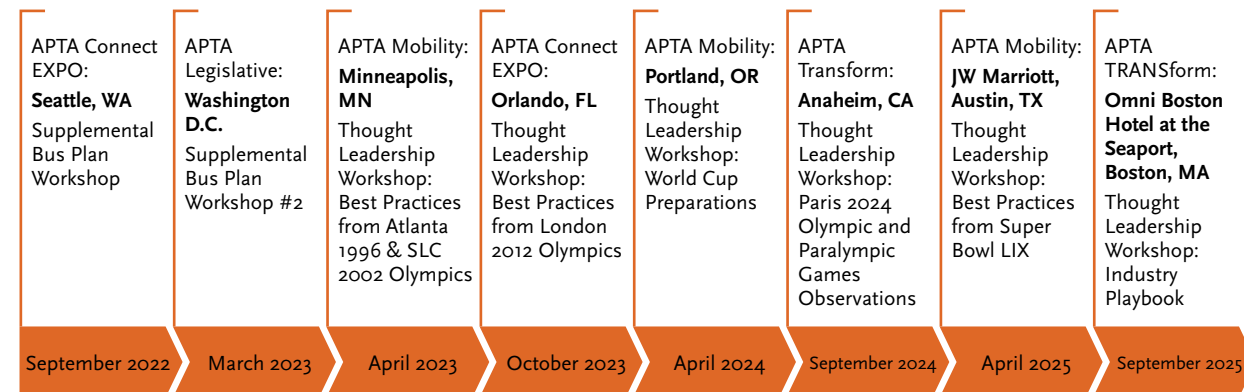 APTA Connect
EXPO:
Seattle, WA
Supplemental
Bus Plan
Workshop
September 2022
APTA
Legislative:
Washington
D.C.
Supplemental
Bus Plan
Workshop #2
March 2023
APTA Mobility:
Minneapolis,
MN
Thought
Leadership
Workshop:
Best Practices
from Atlanta
1996 & SLC
2002 Olympics
April 2023
APTA Connect
EXPO:
Orlando, FL
Thought
Leadership
Workshop:
Best Practices
from London
2012 Olympics
October 2023
APTA Mobility:
Portland, OR
Thought
Leadership
Workshop:
World Cup
Preparations
April 2024
APTA
Transform:
Anaheim, CA
Thought
Leadership
Workshop:
Paris 2024
Olympic and
Paralympic
Games
Observations
September 2024
APTA Mobility:
JW Marriott,
Austin, TX
Thought
Leadership
Workshop:
Best Practices
from Super
Bowl LIX
April 2025
APTA
TRANSform:
Omni Boston
Hotel at the
Seaport,
Boston, MA
Thought
Leadership
Workshop:
Industry
Playbook
September 2025